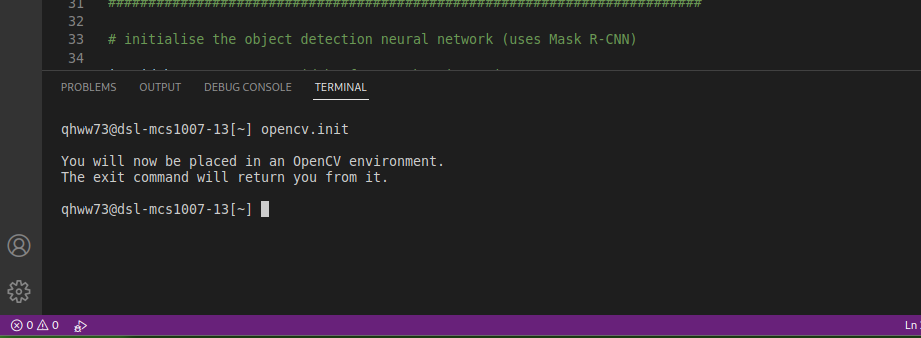 31 ##########################################################################
32
33 # initialise the object detection neural network (uses Mask R-CNN)
34
PROBLEMS OUTPUT DEBUG CONSOLE TERMINAL
qhww73@dsl-mcs1007-13[~] opencv.init
You will now be placed in an OpenCV environment.
The exit command will return you from it.
qhww73@dsl-mcs1007-13[~]
0 0
Ln